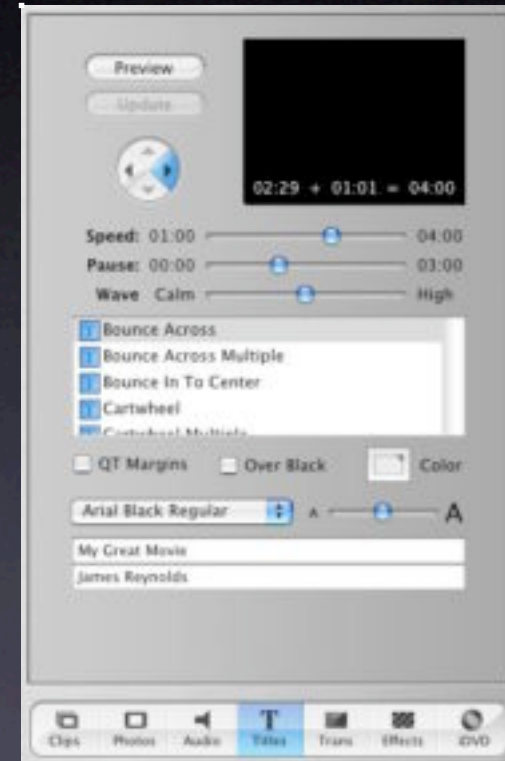 Preview
Update
02:29 + 01:01 = 04:00
Speed: 01:00 04:00
Pause: 00:00 03:00
Wave Calm High
Bounce Across
Bounce Across Multiple
Bounce In To Center
Cartwheel
Cartwheel Multiple
QT Margins Over Black Color
Arial Black Regular A A
My Great Movie
James Reynolds
Clips Photos Audio Titles Trans Effects iDVD